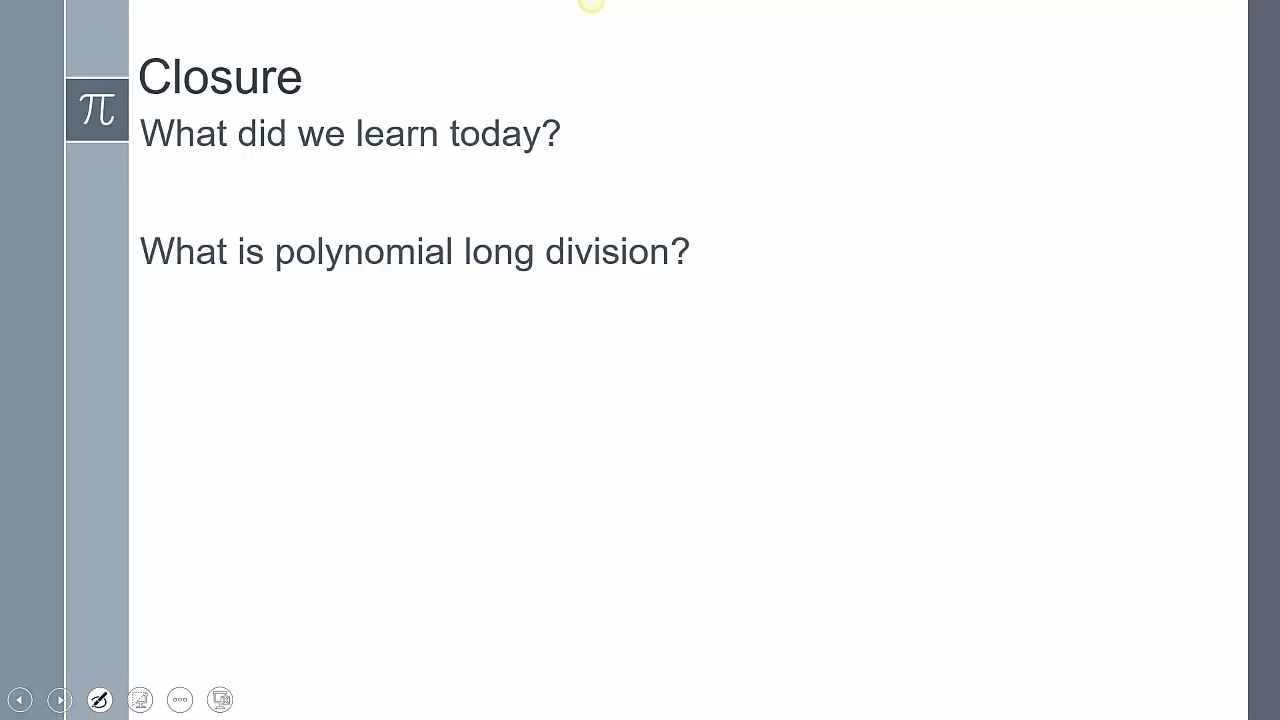 π
Closure
What did we learn today?
What is polynomial long division?